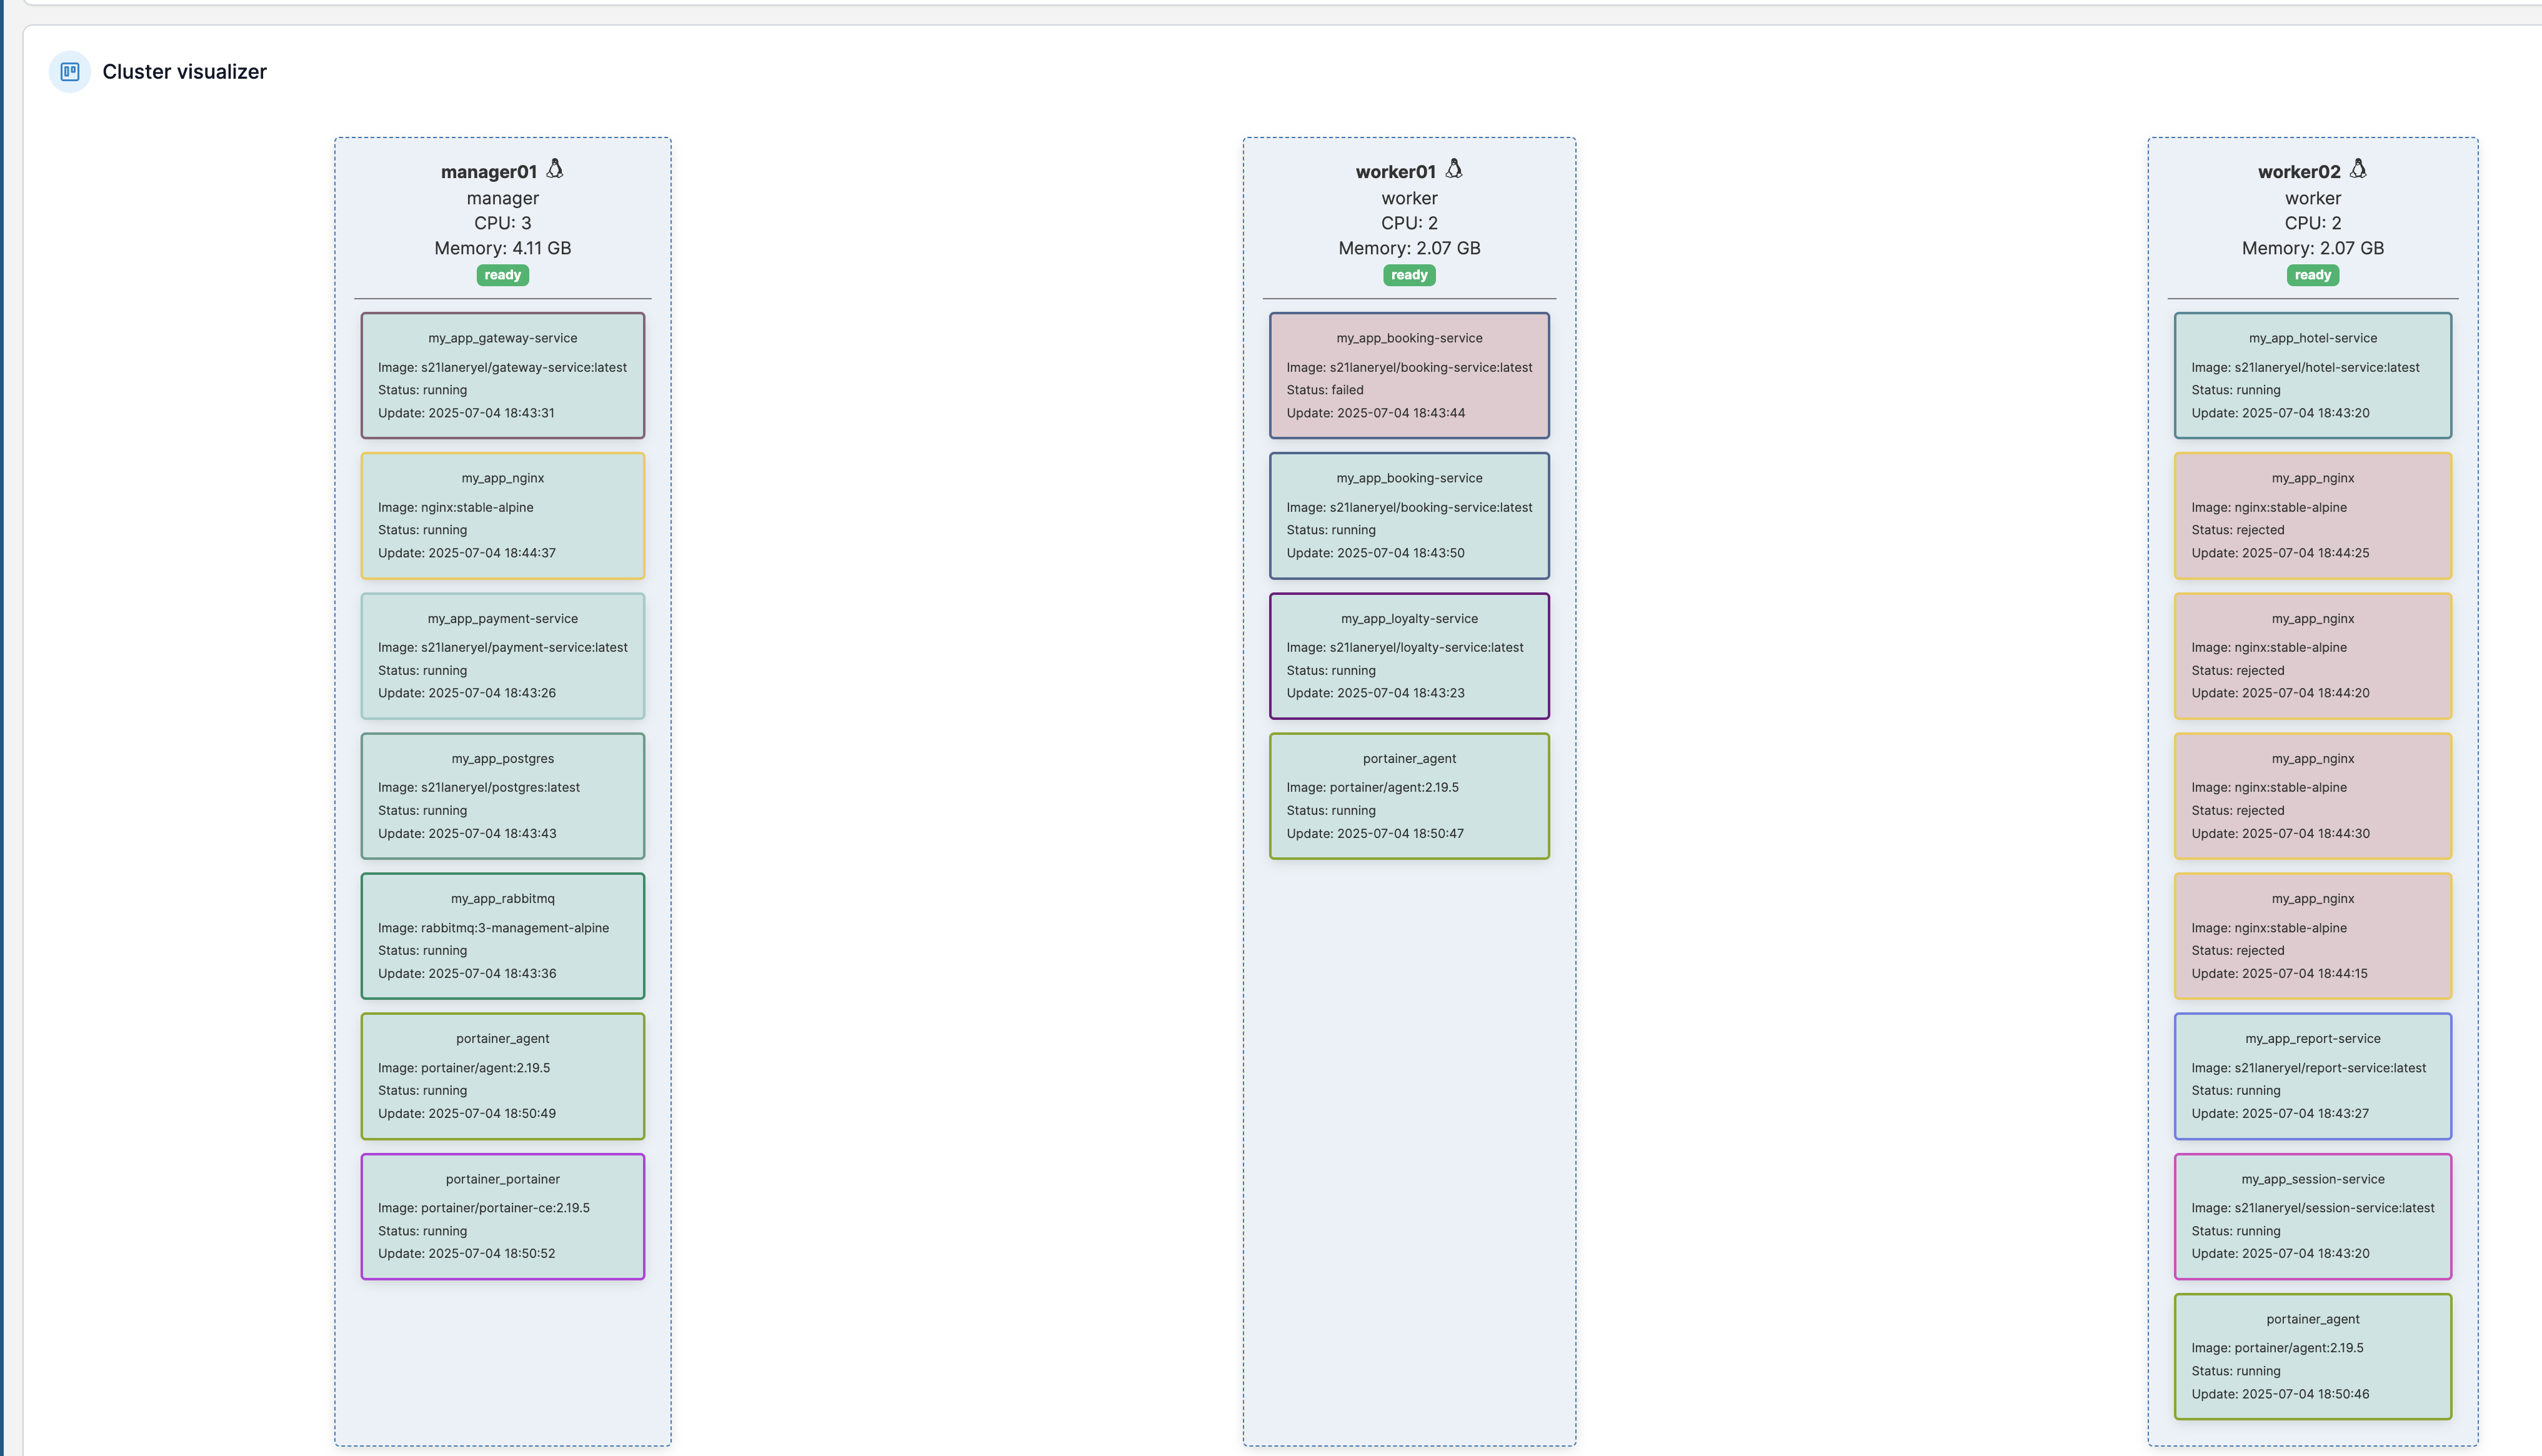 Cluster visualizer
manager01
manager
CPU: 3
Memory: 4.11 GB
ready
my_app_gateway-service
Image: s21laneryel/gateway-service:latest
Status: running
Update: 2025-07-04 18:43:31
my_app_nginx
Image: nginx:stable-alpine
Status: running
Update: 2025-07-04 18:44:37
my_app_payment-service
Image: s21laneryel/payment-service:latest
Status: running
Update: 2025-07-04 18:43:26
my_app_postgres
Image: s21laneryel/postgres:latest
Status: running
Update: 2025-07-04 18:43:43
my_app_rabbitmq
Image: rabbitmq:3-management-alpine
Status: running
Update: 2025-07-04 18:43:36
portainer_agent
Image: portainer/agent:2.19.5
Status: running
Update: 2025-07-04 18:50:49
portainer_portainer
Image: portainer/portainer-ce:2.19.5
Status: running
Update: 2025-07-04 18:50:52
worker01
worker
CPU: 2
Memory: 2.07 GB
ready
my_app_booking-service
Image: s21laneryel/booking-service:latest
Status: failed
Update: 2025-07-04 18:43:44
my_app_booking-service
Image: s21laneryel/booking-service:latest
Status: running
Update: 2025-07-04 18:43:50
my_app_loyalty-service
Image: s21laneryel/loyalty-service:latest
Status: running
Update: 2025-07-04 18:43:23
portainer_agent
Image: portainer/agent:2.19.5
Status: running
Update: 2025-07-04 18:50:47
worker02
worker
CPU: 2
Memory: 2.07 GB
ready
my_app_hotel-service
Image: s21laneryel/hotel-service:latest
Status: running
Update: 2025-07-04 18:43:20
my_app_nginx
Image: nginx:stable-alpine
Status: rejected
Update: 2025-07-04 18:44:25
my_app_nginx
Image: nginx:stable-alpine
Status: rejected
Update: 2025-07-04 18:44:20
my_app_nginx
Image: nginx:stable-alpine
Status: rejected
Update: 2025-07-04 18:44:30
my_app_nginx
Image: nginx:stable-alpine
Status: rejected
Update: 2025-07-04 18:44:15
my_app_report-service
Image: s21laneryel/report-service:latest
Status: running
Update: 2025-07-04 18:43:27
my_app_session-service
Image: s21laneryel/session-service:latest
Status: running
Update: 2025-07-04 18:43:20
portainer_agent
Image: portainer/agent:2.19.5
Status: running
Update: 2025-07-04 18:50:46